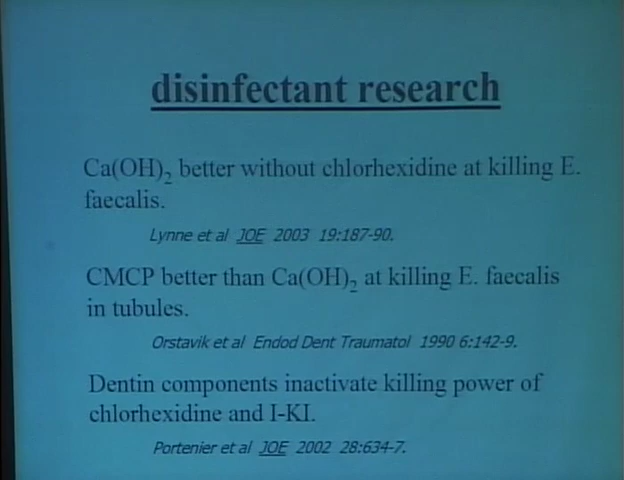 disinfectant research
Ca(OH)2 better without chlorhexidine at killing E.
faecalis.
Lynne et al JOE 2003 19:187-90.
CMCP better than Ca(OH)2 at killing E. faecalis
in tubules.
Orstavik et al Endod Dent Traumatol 1990 6:142-9.
Dentin components inactivate killing power of
chlorhexidine and I-KI.
Portenier et al JOE 2002 28:634-7.